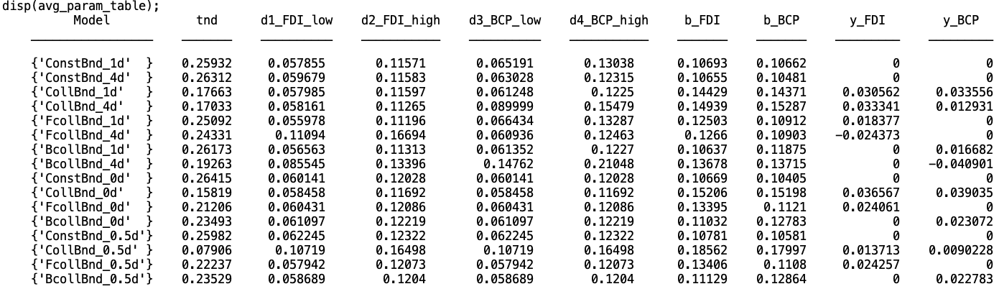 disp(avg_param_table);
Model tnd d1_FDI_low d2_FDI_high d3_BCP_low d4_BCP_high b_FDI b_BCP y_FDI y_BCP
{'ConstBnd_1d' } 0.25932 0.057855 0.11571 0.065191 0.13038 0.10693 0.10662 0 0
{'ConstBnd_4d' } 0.26312 0.059679 0.11583 0.063028 0.12315 0.10655 0.10481 0 0
{'CollBnd_1d' } 0.17663 0.057985 0.11597 0.061248 0.1225 0.14429 0.14371 0.030562 0.033556
{'CollBnd_4d' } 0.17033 0.058161 0.11265 0.089999 0.15479 0.14939 0.15287 0.033341 0.012931
{'FcollBnd_1d' } 0.25092 0.055978 0.11196 0.066434 0.13287 0.12503 0.10912 0.018377 0
{'FcollBnd_4d' } 0.24331 0.11094 0.16694 0.060936 0.12463 0.1266 0.10903 -0.024373 0
{'BcollBnd_1d' } 0.26173 0.056563 0.11313 0.061352 0.1227 0.10637 0.11875 0 0.016682
{'BcollBnd_4d' } 0.19263 0.085545 0.13396 0.14762 0.21048 0.13678 0.13715 0 -0.040901
{'ConstBnd_0d' } 0.26415 0.060141 0.12028 0.060141 0.12028 0.10669 0.10405 0 0
{'CollBnd_0d' } 0.15819 0.058458 0.11692 0.058458 0.11692 0.15206 0.15198 0.036567 0.039035
{'FcollBnd_0d' } 0.21206 0.060431 0.12086 0.060431 0.12086 0.13395 0.1121 0.024061 0
{'BcollBnd_0d' } 0.23493 0.061097 0.12219 0.061097 0.12219 0.11032 0.12783 0 0.023072
{'ConstBnd_0.5d'} 0.25982 0.062245 0.12322 0.062245 0.12322 0.10781 0.10581 0 0
{'CollBnd_0.5d' } 0.07906 0.10719 0.16498 0.10719 0.16498 0.18562 0.17997 0.013713 0.0090228
{'FcollBnd_0.5d'} 0.22237 0.057942 0.12073 0.057942 0.12073 0.13406 0.1108 0.024257 0
{'BcollBnd_0.5d'} 0.23529 0.058689 0.1204 0.058689 0.1204 0.11129 0.12864 0 0.022783